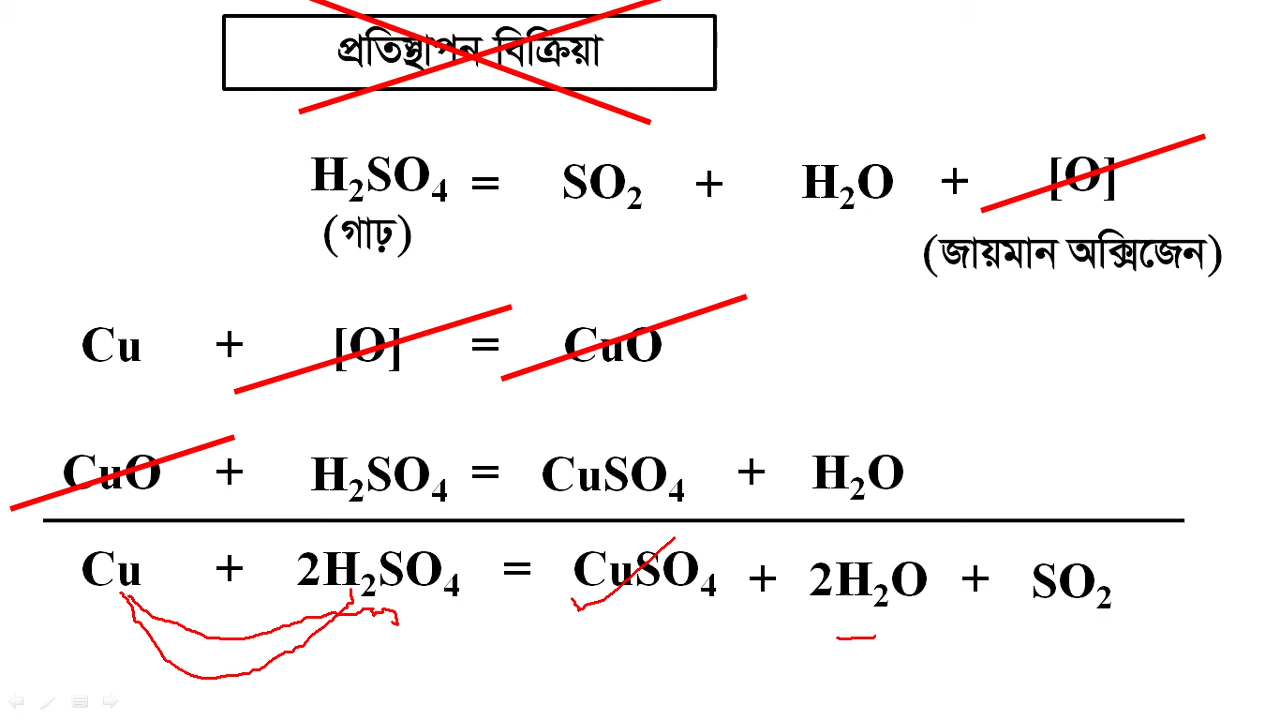 প্রতিস্থাপন বিক্রিয়া
H₂SO₄ = SO₂ + H₂O + [O]
(গাঢ়) (জায়মান অক্সিজেন)
Cu + [O] = CuO
CuO + H₂SO₄ = CuSO₄ + H₂O
Cu + 2H₂SO₄ = CuSO₄ + 2H₂O + SO₂